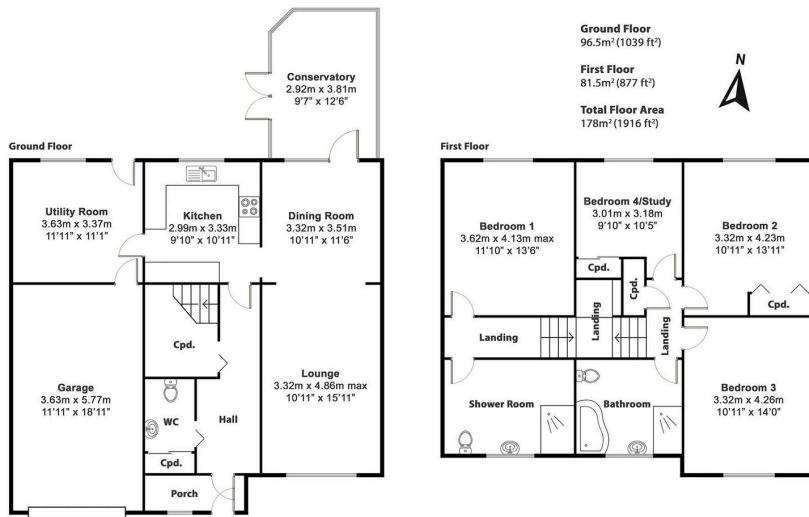 Ground Floor
96.5m² (1039 ft²)
First Floor
81.5m² (877 ft²)
Total Floor Area
178m² (1916 ft²)
N
Ground Floor
Conservatory
2.92m x 3.81m
9'7" x 12'6"
Utility Room
3.63m x 3.37m
11'11" x 11'1"
Kitchen
2.99m x 3.33m
9'10" x 10'11"
Dining Room
3.32m x 3.51m
10'11" x 11'6"
Cpd.
Garage
3.63m x 5.77m
11'11" x 18'11"
WC
Hall
Lounge
3.32m x 4.86m max
10'11" x 15'11"
Cpd.
Porch
First Floor
Bedroom 1
3.62m x 4.13m max
11'10" x 13'6"
Bedroom 4/Study
3.01m x 3.18m
9'10" x 10'5"
Bedroom 2
3.32m x 4.23m
10'11" x 13'11"
Cpd.
Cpd.
Cpd.
Landing
Landing
Landing
Shower Room
Bathroom
Bedroom 3
3.32m x 4.26m
10'11" x 14'0"